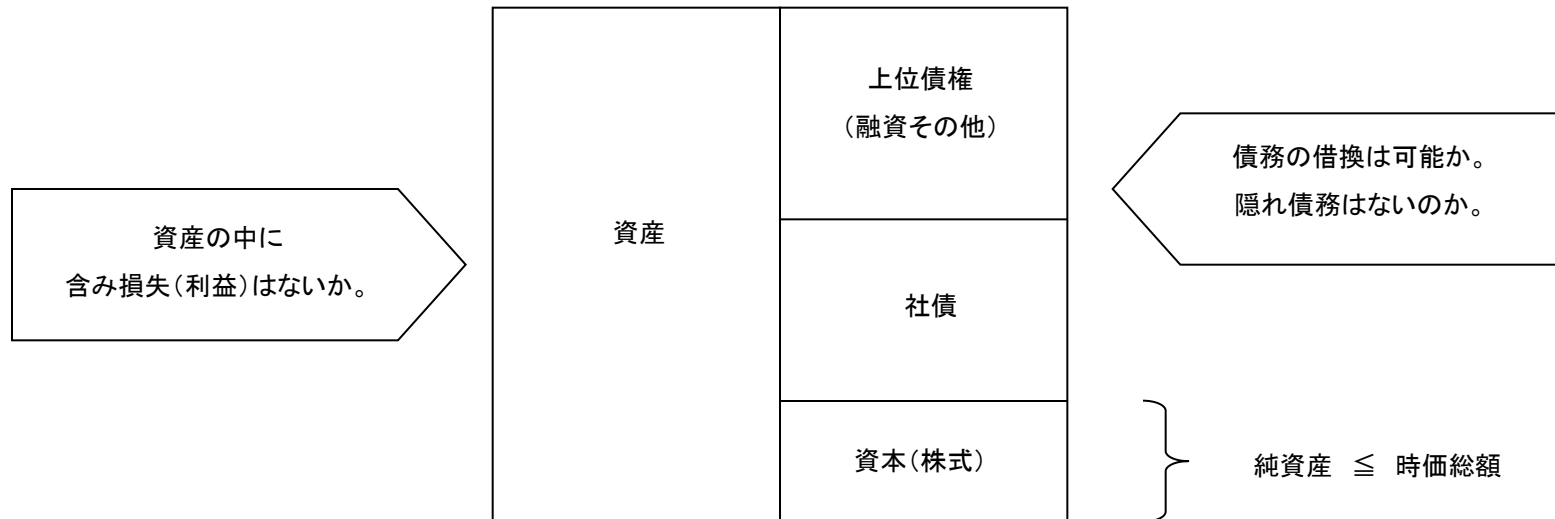 資産の中に
含み損失（利益）はないか。
資産
上位債権
（融資その他）
社債
資本（株式）
債務の借換は可能か。
隠れ債務はないのか。
純資産 ≦ 時価総額